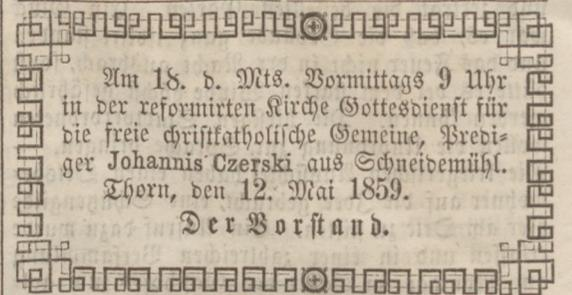 Am 18. d. Mts. Vormittags 9 Uhr
in der reformirten Kirche Gottesdienst für
die freie christkatholische Gemeine, Predi-
ger Johannis Czerski aus Schneidemühl.
Thorn, den 12. Mai 1859.
Der Vorstand.